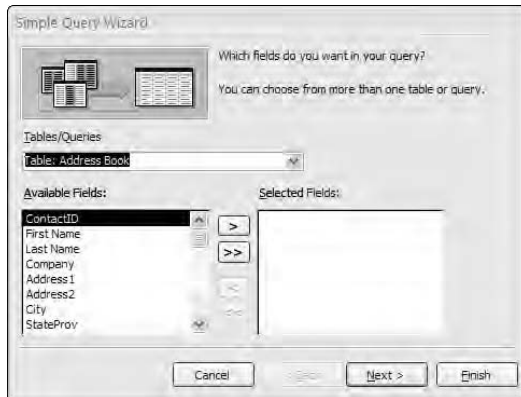 Simple Query Wizard
Which fields do you want in your query?
You can choose from more than one table or query.
Tables/Queries
Table: Address Book
Available Fields:
Selected Fields:
ContactID
First Name
Last Name
Company
Address1
Address2
City
StateProv
>
>>
<
<<
Cancel
< Back
Next >
Finish